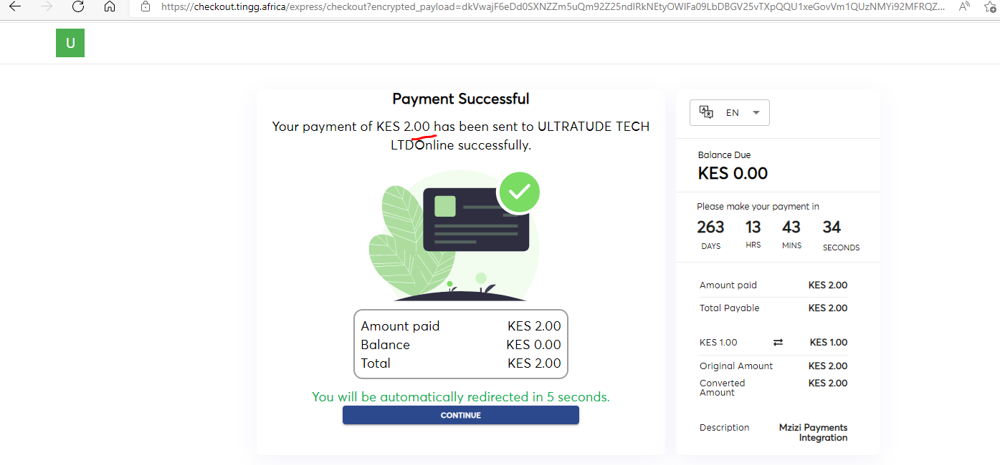 https://checkout.tingg.africa/express/checkout?encrypted_payload=dkVwajF6eDd0SXNZZm5uQm92Z25ndlRkNEtyOWlFa09LbDBGV25vTXpQQU1xeGovVm1QUzNMYi92MFRQZ...
U
Payment Successful
Your payment of KES 2.00 has been sent to ULTRATUDE TECH
LTDOnline successfully.
Amount paid KES 2.00
Balance KES 0.00
Total KES 2.00
You will be automatically redirected in 5 seconds.
CONTINUE
EN
Balance Due
KES 0.00
Please make your payment in
263 13 43 34
DAYS HRS MINS SECONDS
Amount paid KES 2.00
Total Payable KES 2.00
KES 1.00 KES 1.00
Original Amount KES 2.00
Converted KES 2.00
Amount
Description Mzizi Payments
Integration